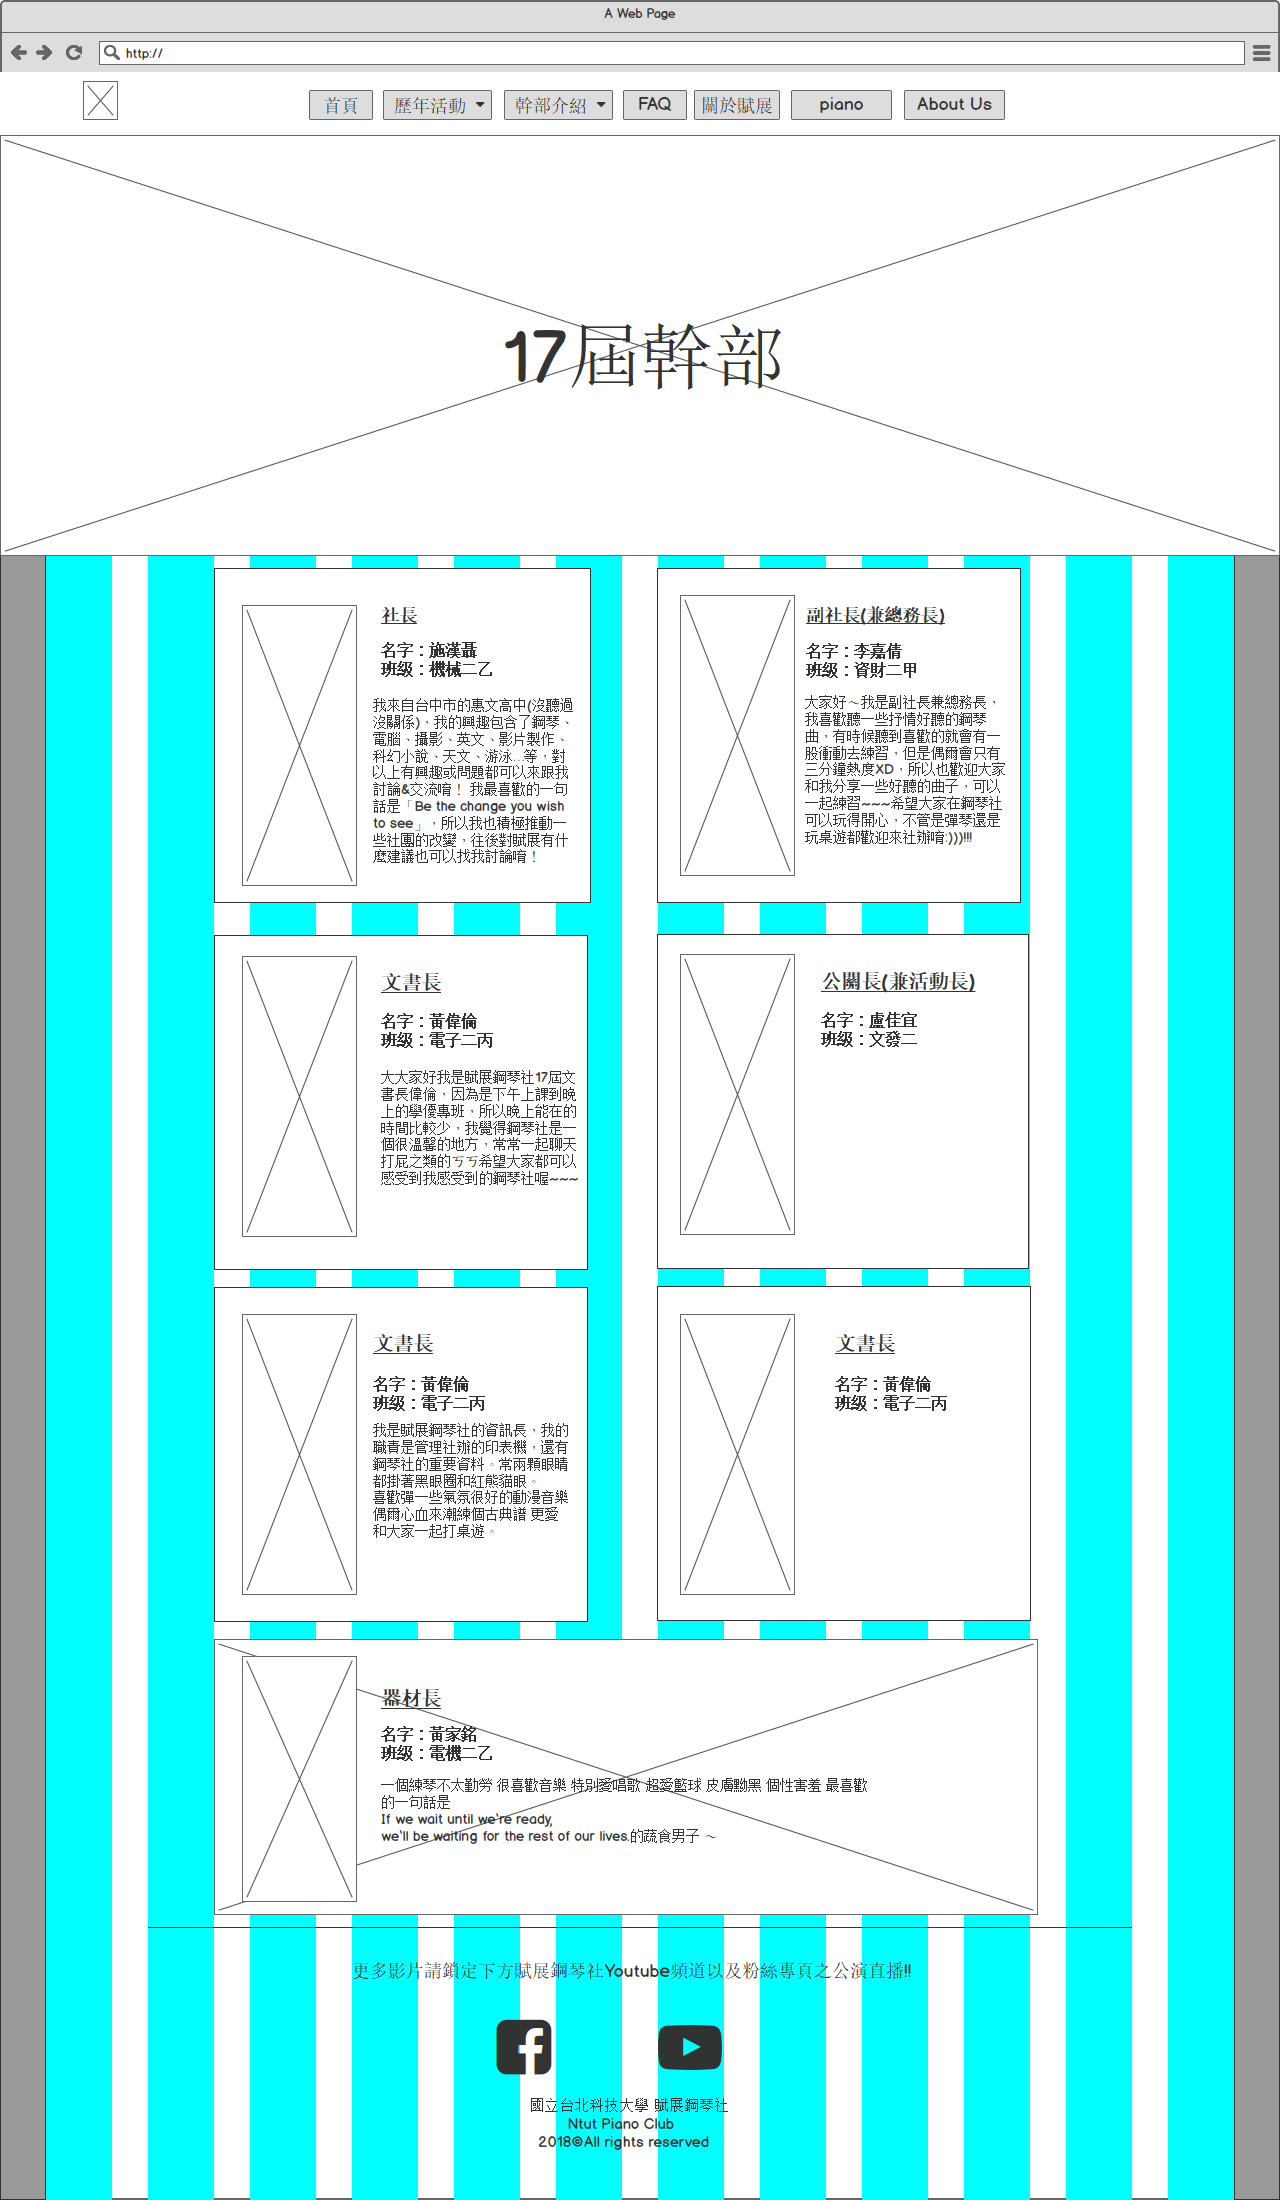 A Web Page
http://
首頁 歷年活動 幹部介紹 FAQ 關於賦展 piano About Us
17屆幹部
社長
名字：施漢聶
班級：機械二乙
我來自台中市的惠文高中(沒聽過
沒關係)，我的興趣包含了鋼琴、
電腦、攝影、英文、影片製作、
科幻小說、天文、游泳...等，對
以上有興趣或問題都可以來跟我
討論&交流唷！ 我最喜歡的一句
話是「Be the change you wish
to see」，所以我也積極推動一
些社團的改變，往後對賦展有什
麼建議也可以找我討論唷！
副社長(兼總務長)
名字：李嘉倩
班級：資財二甲
大家好～我是副社長兼總務長，
我喜歡聽一些抒情好聽的鋼琴
曲，有時候聽到喜歡的就會有一
股衝動去練習，但是偶爾會只有
三分鐘熱度XD，所以也歡迎大家
和我分享一些好聽的曲子，可以
一起練習~~~希望大家在鋼琴社
可以玩得開心，不管是彈琴還是
玩桌遊都歡迎來社辦唷:)))!!!
文書長
名字：黃偉倫
班級：電子二丙
大大家好我是賦展鋼琴社17屆文
書長偉倫，因為是下午上課到晚
上的學優專班，所以晚上能在的
時間比較少，我覺得鋼琴社是一
個很溫馨的地方，常常一起聊天
打屁之類的ㄎㄎ希望大家都可以
感受到我感受到的鋼琴社喔~~~
公關長(兼活動長)
名字：盧佳宜
班級：文發二
文書長
名字：黃偉倫
班級：電子二丙
我是賦展鋼琴社的資訊長，我的
職責是管理社辦的印表機，還有
鋼琴社的重要資料。常兩顆眼睛
都掛著黑眼圈和紅熊貓眼。
喜歡彈一些氣氛很好的動漫音樂
偶爾心血來潮練個古典譜 更愛
和大家一起打桌遊。
文書長
名字：黃偉倫
班級：電子二丙
器材長
名字：黃家銘
班級：電機二乙
一個練琴不太勤勞 很喜歡音樂 特別愛唱歌 超愛籃球 皮膚黝黑 個性害羞 最喜歡
的一句話是
If we wait until we're ready,
we'll be waiting for the rest of our lives.的蔬食男子 ～
更多影片請鎖定下方賦展鋼琴社Youtube頻道以及粉絲專頁之公演直播!!
國立台北科技大學 賦展鋼琴社
Ntut Piano Club
2018©All rights reserved